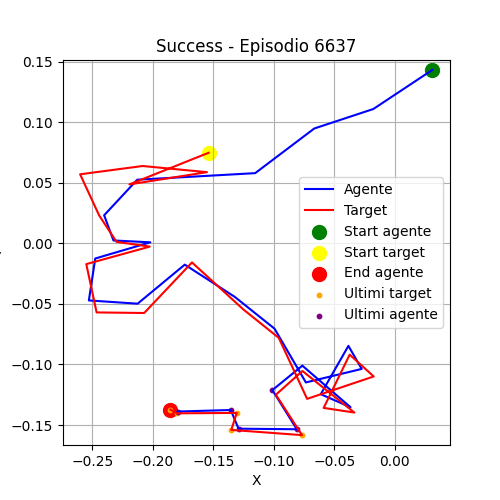 Success - Episodio 6637
0.15
0.10
0.05
0.00
−0.05
−0.10
−0.15
Agente
Target
Start agente
Start target
End agente
Ultimi target
Ultimi agente
−0.25 −0.20 −0.15 −0.10 −0.05 0.00
X